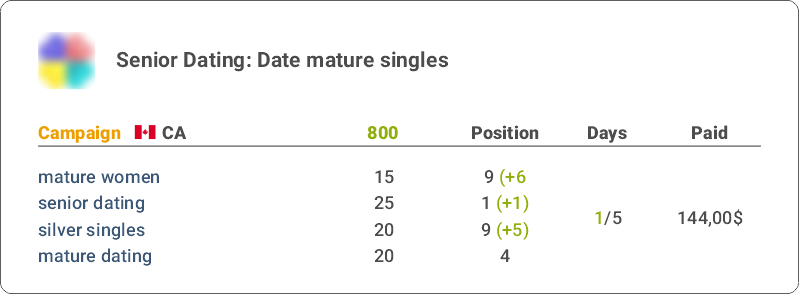 Senior Dating: Date mature singles
Campaign CA 800 Position Days Paid
mature women 15 9 (+6
senior dating 25 1 (+1)
silver singles 20 9 (+5)
1/5 144,00$
mature dating 20 4